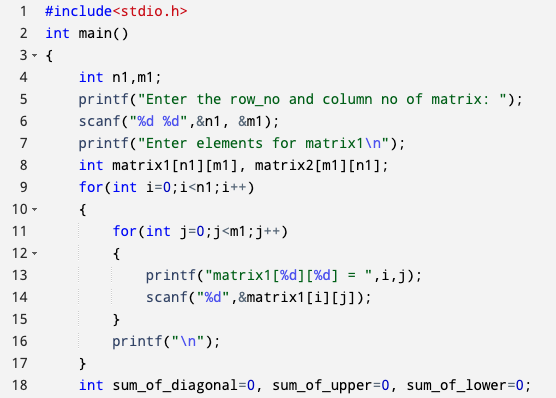 1 #include<stdio.h>
2 int main()
3 {
4     int n1,m1;
5     printf("Enter the row_no and column no of matrix: ");
6     scanf("%d %d",&n1, &m1);
7     printf("Enter elements for matrix1\n");
8     int matrix1[n1][m1], matrix2[m1][n1];
9     for(int i=0;i<n1;i++)
10     {
11         for(int j=0;j<m1;j++)
12         {
13             printf("matrix1[%d][%d] = ",i,j);
14             scanf("%d",&matrix1[i][j]);
15         }
16         printf("\n");
17     }
18     int sum_of_diagonal=0, sum_of_upper=0, sum_of_lower=0;